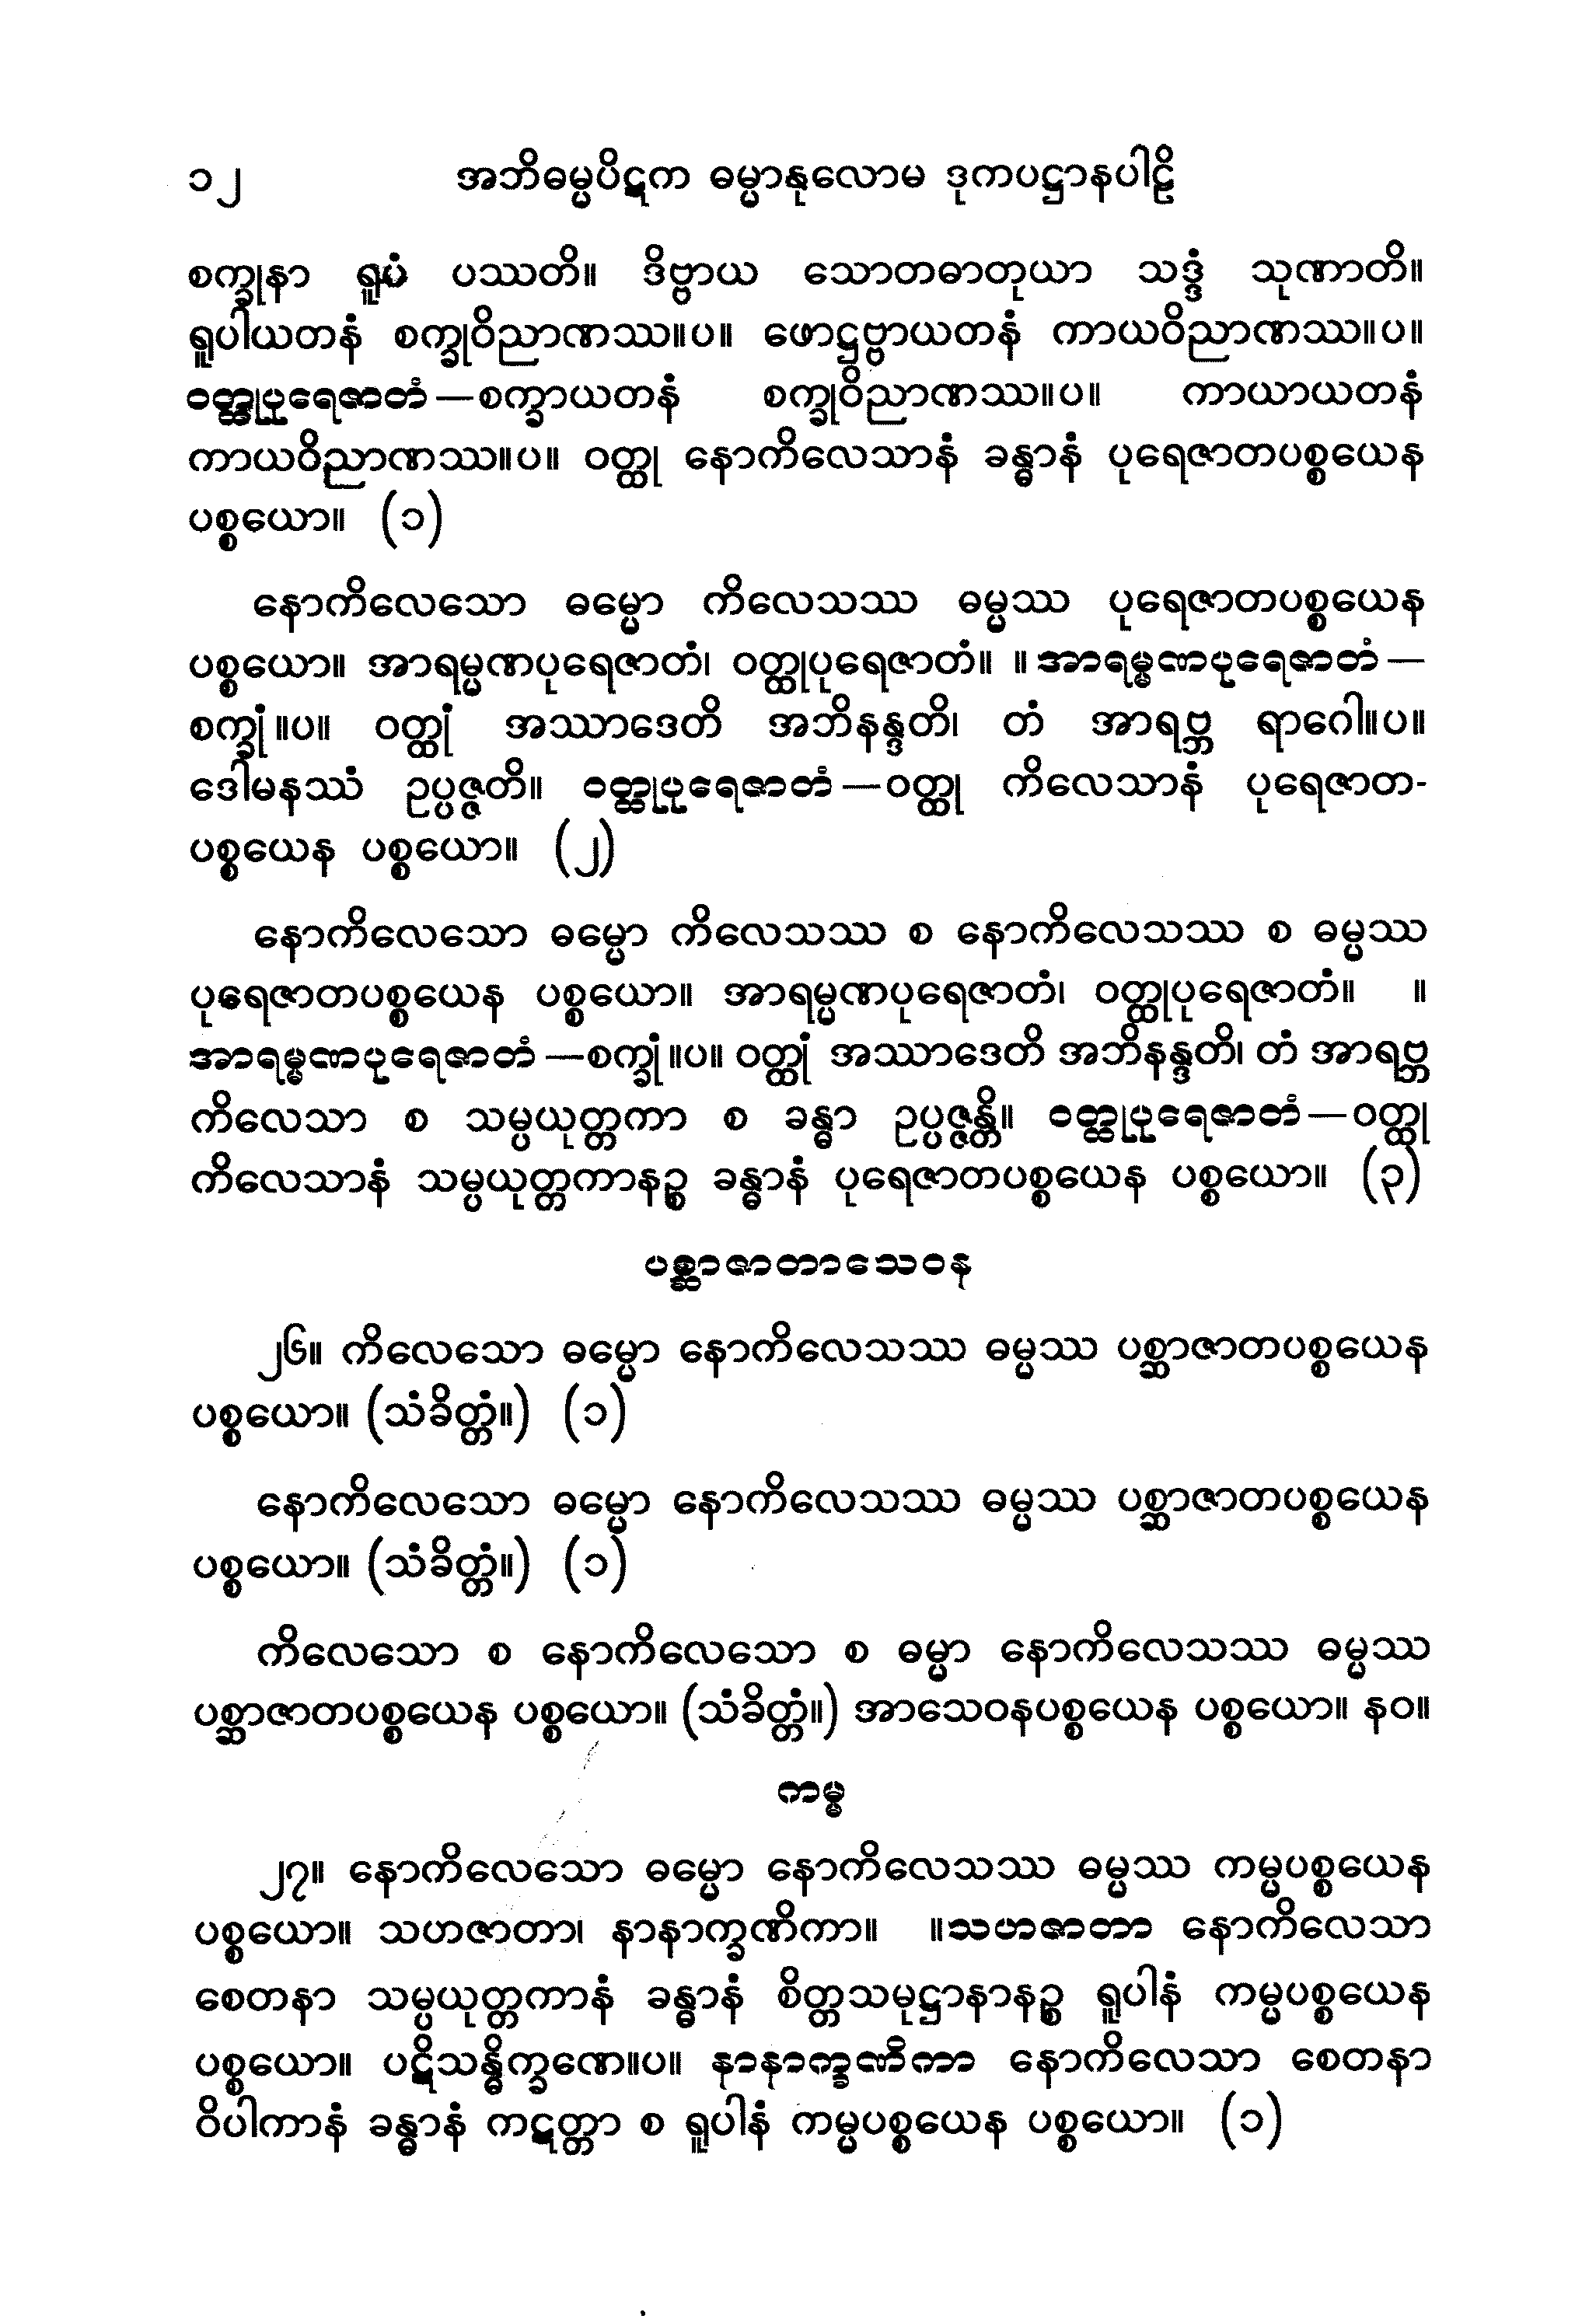 ၁၂ အဘိဓမ္မပိဋက ဓမ္မာနုလောမ ဒုကပဋ္ဌာနပါဠိ
စက္ခုနာ ရူပံ ပဿတိ။ ဒိဗ္ဗာယ သောတဓာတုယာ သဒ္ဒံ သုဏာတိ။
ရူပါယတနံ စက္ခုဝိညာဏဿ။ပ။ ဖောဋ္ဌဗ္ဗာယတနံ ကာယဝိညာဏဿ။ပ။
ဝတ္ထုပုရေဇာတံ—စက္ခာယတနံ စက္ခုဝိညာဏဿ။ပ။ ကာယာယတနံ
ကာယဝိညာဏဿ။ပ။ ဝတ္ထု နောကိလေသာနံ ခန္ဓာနံ ပုရေဇာတပစ္စယေန
ပစ္စယော။ (၁)
နောကိလေသော ဓမ္မော ကိလေသဿ ဓမ္မဿ ပုရေဇာတပစ္စယေန
ပစ္စယော။ အာရမ္မဏပုရေဇာတံ၊ ဝတ္ထုပုရေဇာတံ။ ။ အာရမ္မဏပုရေဇာတံ—
စက္ခုံ။ပ။ ဝတ္ထုံ အဿာဒေတိ အဘိနန္ဒတိ၊ တံ အာရဗ္ဘ ရာဂေါ။ပ။
ဒေါမနဿံ ဥပ္ပဇ္ဇတိ။ ဝတ္ထုပုရေဇာတံ—ဝတ္ထု ကိလေသာနံ ပုရေဇာတ-
ပစ္စယေန ပစ္စယော။ (၂)
နောကိလေသော ဓမ္မော ကိလေသဿ စ နောကိလေသဿ စ ဓမ္မဿ
ပုရေဇာတပစ္စယေန ပစ္စယော။ အာရမ္မဏပုရေဇာတံ၊ ဝတ္ထုပုရေဇာတံ။ ။
အာရမ္မဏပုရေဇာတံ—စက္ခုံ။ပ။ ဝတ္ထုံ အဿာဒေတိ အဘိနန္ဒတိ၊ တံ အာရဗ္ဘ
ကိလေသာ စ သမ္ပယုတ္တကာ စ ခန္ဓာ ဥပ္ပဇ္ဇန္တိ။ ဝတ္ထုပုရေဇာတံ—ဝတ္ထု
ကိလေသာနံ သမ္ပယုတ္တကာနဉ္စ ခန္ဓာနံ ပုရေဇာတပစ္စယေန ပစ္စယော။ (၃)
ပစ္ဆာဇာတာသေဝန
၂၆။ ကိလေသော ဓမ္မော နောကိလေသဿ ဓမ္မဿ ပစ္ဆာဇာတပစ္စယေန
ပစ္စယော။ (သံခိတ္တံ။) (၁)
နောကိလေသော ဓမ္မော နောကိလေသဿ ဓမ္မဿ ပစ္ဆာဇာတပစ္စယေန
ပစ္စယော။ (သံခိတ္တံ။) (၁)
ကိလေသော စ နောကိလေသော စ ဓမ္မာ နောကိလေသဿ ဓမ္မဿ
ပစ္ဆာဇာတပစ္စယေန ပစ္စယော။ (သံခိတ္တံ။) အာသေဝနပစ္စယေန ပစ္စယော။ နဝ။
ကမ္မ
၂၇။ နောကိလေသော ဓမ္မော နောကိလေသဿ ဓမ္မဿ ကမ္မပစ္စယေန
ပစ္စယော။ သဟဇာတာ၊ နာနာက္ခဏိကာ။ ။သဟဇာတာ နောကိလေသာ
စေတနာ သမ္ပယုတ္တကာနံ ခန္ဓာနံ စိတ္တသမုဋ္ဌာနာနဉ္စ ရူပါနံ ကမ္မပစ္စယေန
ပစ္စယော။ ပဋိသန္ဓိက္ခဏေ။ပ။ နာနာက္ခဏိကာ နောကိလေသာ စေတနာ
ဝိပါကာနံ ခန္ဓာနံ ကဋတ္တာ စ ရူပါနံ ကမ္မပစ္စယေန ပစ္စယော။ (၁)